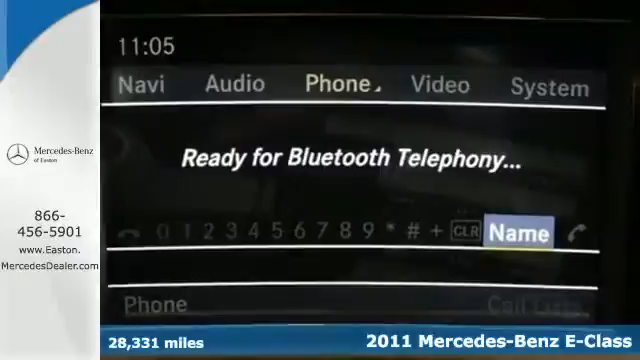 11:05
Navi Audio Phone Video System
Ready for Bluetooth Telephony...
0 1 2 3 4 5 6 7 8 9 * # + CLR Name
Phone Call Lists
Mercedes-Benz
of Easton
866-
456-5901
www.Easton.
MercedesDealer.com
28,331 miles
2011 Mercedes-Benz E-Class